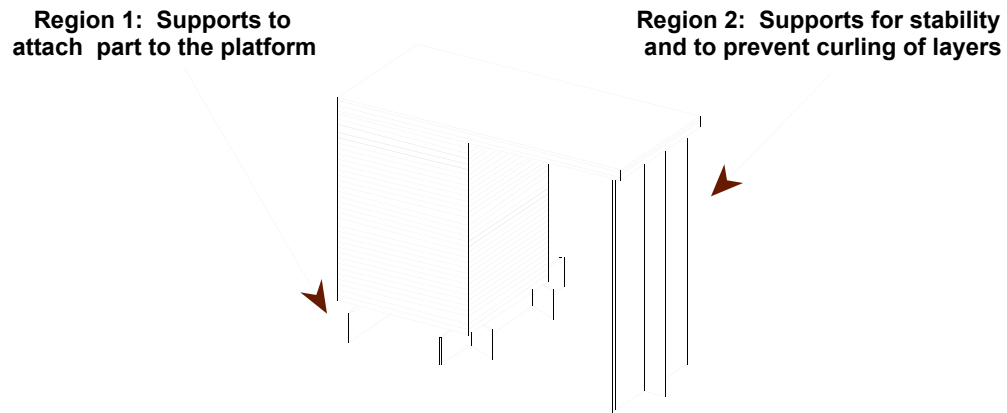 Region 1:  Supports to
attach  part to the platform
Region 2:  Supports for stability
and to prevent curling of layers